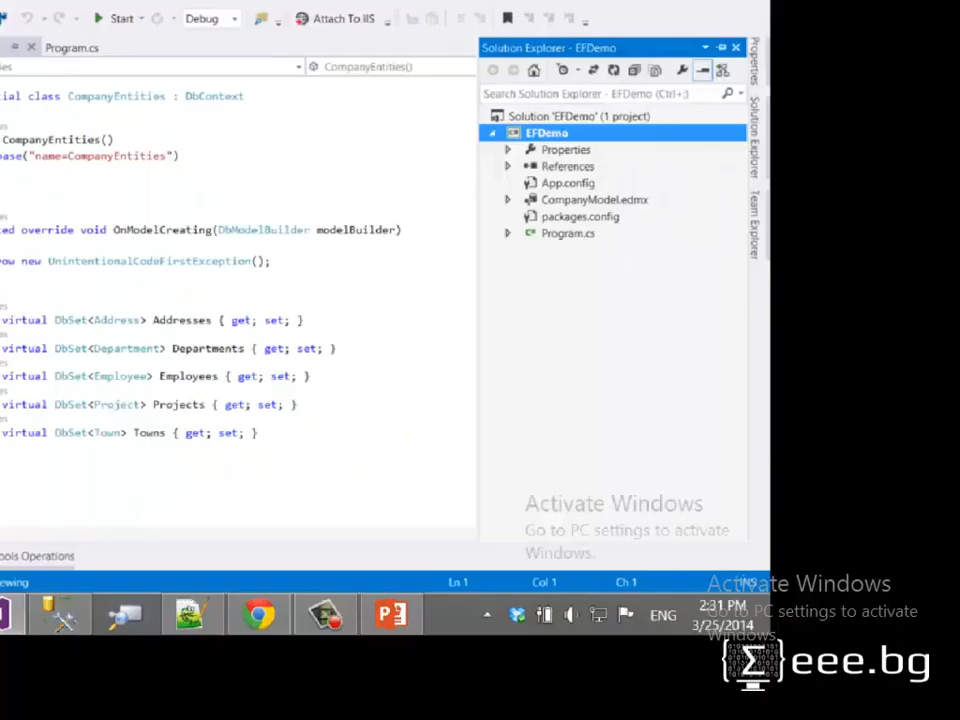 Start
Debug
Attach To IIS
Program.cs
CompanyEntities()
class CompanyEntities : DbContext
CompanyEntities()
("name=CompanyEntities")
override void OnModelCreating(DbModelBuilder modelBuilder)
new UnintentionalCodeFirstException();
virtual DbSet<Address> Addresses { get; set; }
virtual DbSet<Department> Departments { get; set; }
virtual DbSet<Employee> Employees { get; set; }
virtual DbSet<Project> Projects { get; set; }
virtual DbSet<Town> Towns { get; set; }
Operations
Solution Explorer - EFDemo
Search Solution Explorer - EFDemo (Ctrl+;)
Solution 'EFDemo' (1 project)
EFDemo
Properties
References
App.config
CompanyModel.edmx
packages.config
Program.cs
Properties
Solution Explorer
Team Explorer
Activate Windows
Go to PC settings to activate
Windows.
Ln 1
Col 1
Ch 1
INS
ENG
2:31 PM
3/25/2014
Activate Windows
Go to PC settings to activate
Windows.
eee.bg